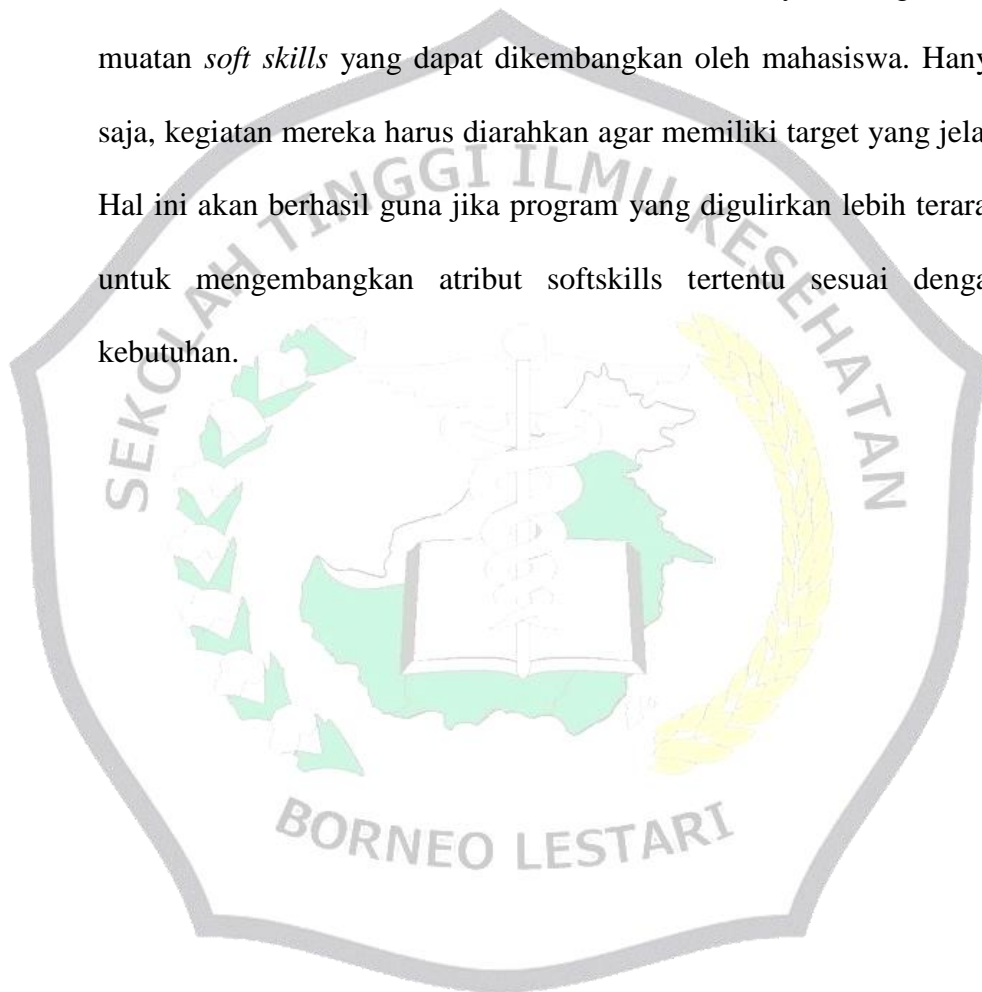 muatan soft skills yang dapat dikembangkan oleh mahasiswa. Hany
saja, kegiatan mereka harus diarahkan agar memiliki target yang jela
Hal ini akan berhasil guna jika program yang digulirkan lebih terara
untuk mengembangkan atribut softskills tertentu sesuai denga
kebutuhan.
SEKOLAH TINGGI ILMU KESEHATAN
BORNEO LESTARI